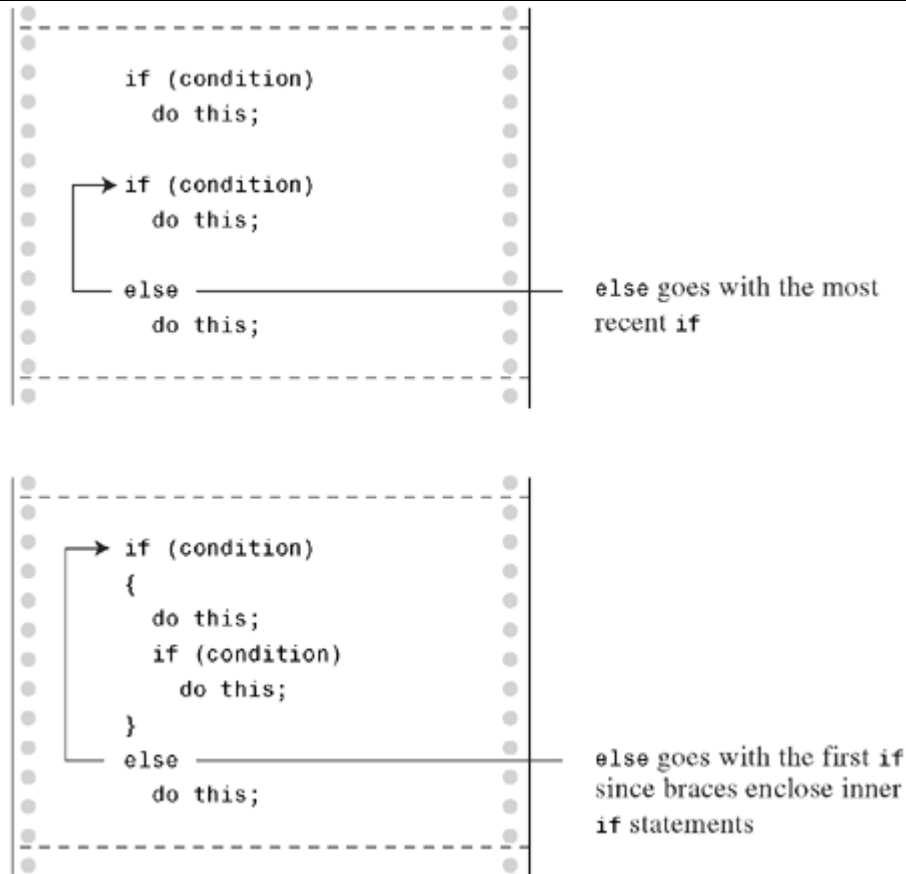 if (condition)
do this;
if (condition)
do this;
else
do this;
else goes with the most
recent if
if (condition)
{
do this;
if (condition)
do this;
}
else
do this;
else goes with the first if
since braces enclose inner
if statements